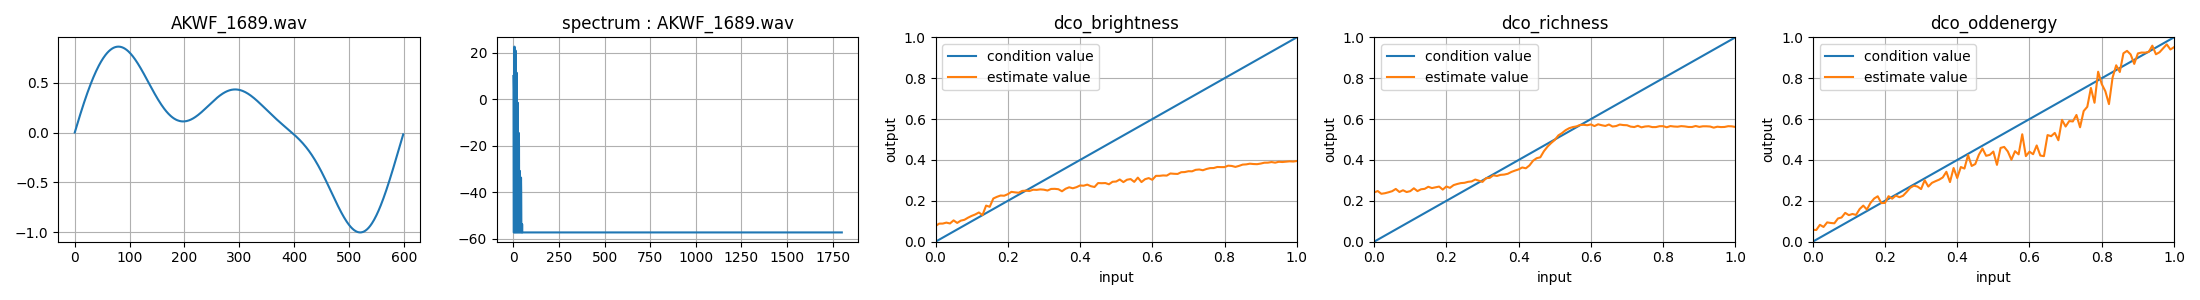 AKWF_1689.wav
0.5
0.0
−0.5
−1.0
0 100 200 300 400 500 600
spectrum : AKWF_1689.wav
20
0
−20
−40
−60
0 250 500 750 1000 1250 1500 1750
dco_brightness
condition value
estimate value
output
1.0
0.8
0.6
0.4
0.2
0.0
0.0 0.2 0.4 0.6 0.8 1.0
input
dco_richness
condition value
estimate value
output
1.0
0.8
0.6
0.4
0.2
0.0
0.0 0.2 0.4 0.6 0.8 1.0
input
dco_oddenergy
condition value
estimate value
output
1.0
0.8
0.6
0.4
0.2
0.0
0.0 0.2 0.4 0.6 0.8 1.0
input